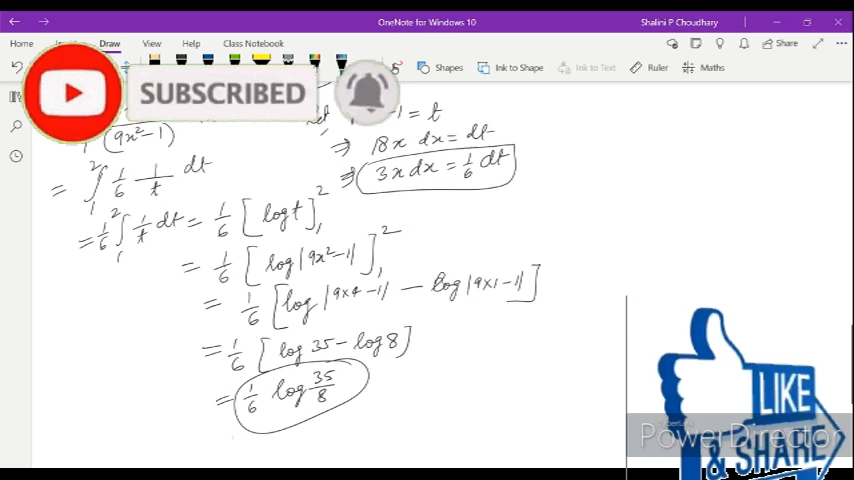 OneNote for Windows 10
Shalini P Choudhary
Home Insert Draw View Help Class Notebook Share
Shapes Ink to Shape Ink to Text Ruler Maths
SUBSCRIBED
-1 = t
9x²-1)
⇒ 18x dx = dt
= ∫₁² 1/6 1/t dt
⇒ 3x dx = 1/6 dt
= 1/6 ∫₁² 1/t dt = 1/6 [log t]₁²
= 1/6 [log |9x²-1|]₁²
= 1/6 [log |9×4-1| - log |9×1-1|]
= 1/6 [log 35 - log 8]
= 1/6 log 35/8
LIKE
& SHARE
PowerDirector